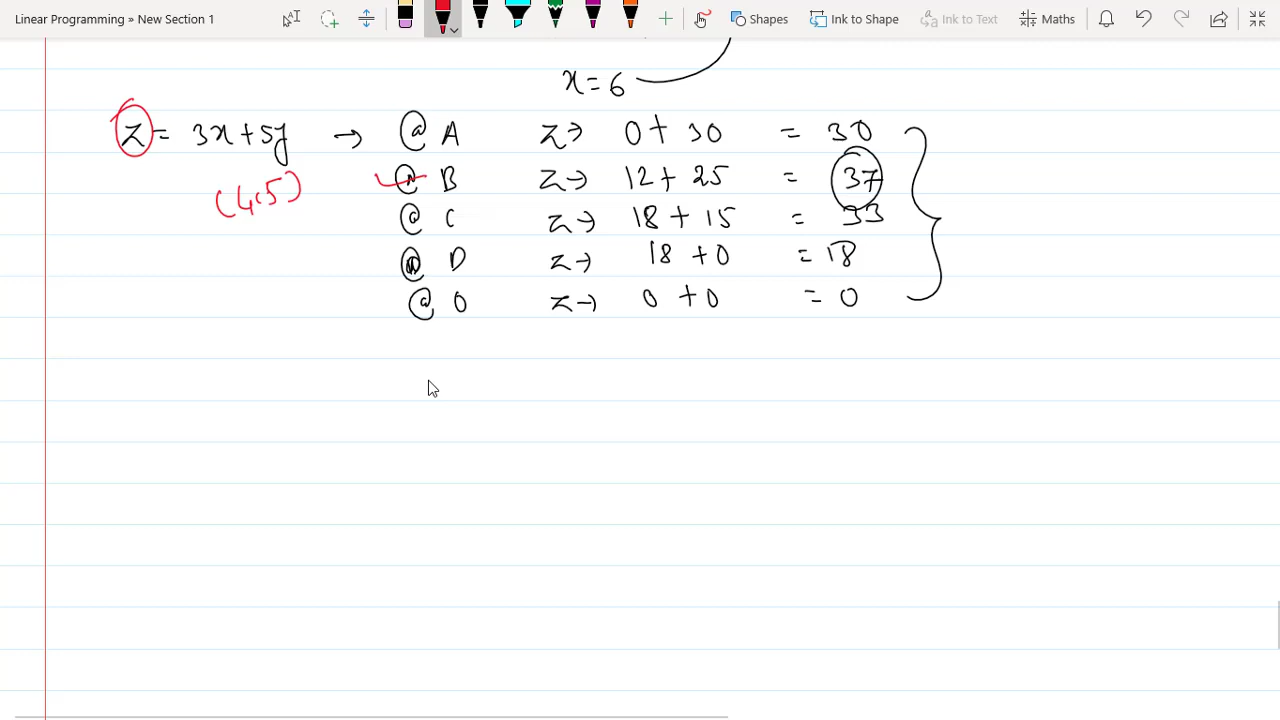 Linear Programming » New Section 1
Shapes
Ink to Shape
Ink to Text
Maths
x = 6
z = 3x + 5y → @ A z → 0 + 30 = 30
(4,5) @ B z → 12 + 25 = 37
@ C z → 18 + 15 = 33
@ D z → 18 + 0 = 18
@ O z → 0 + 0 = 0